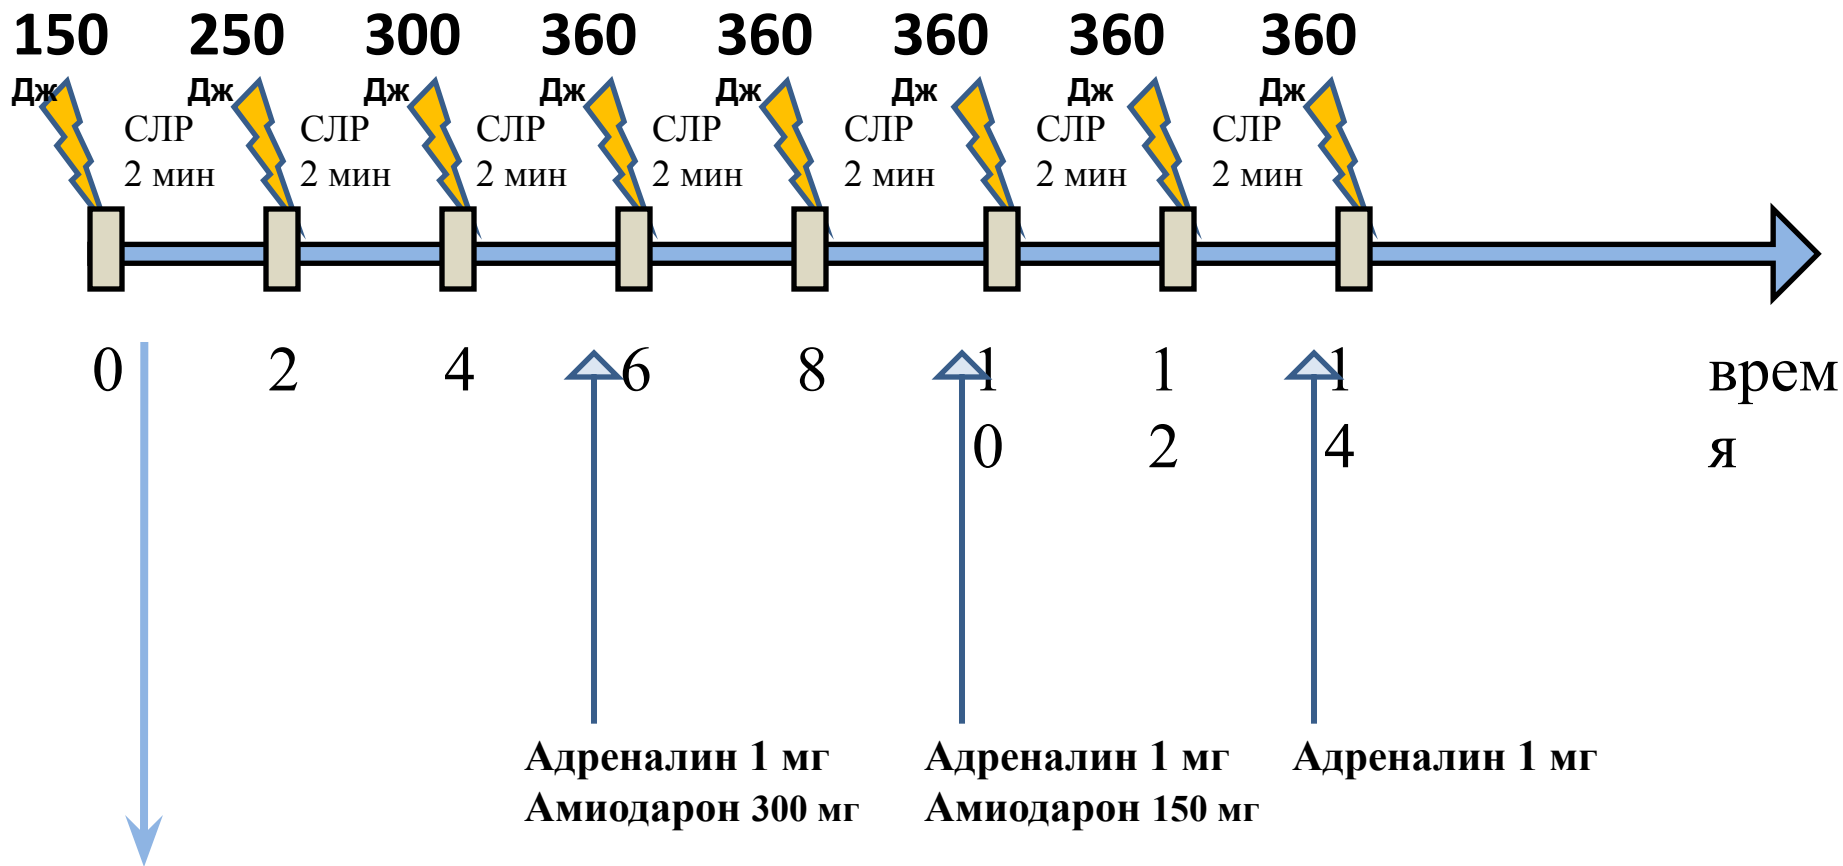 150 250 300 360 360 360 360 360
Дж Дж Дж Дж Дж Дж Дж Дж
СЛР СЛР СЛР СЛР СЛР СЛР СЛР
2 мин 2 мин 2 мин 2 мин 2 мин 2 мин 2 мин
0 2 4 6 8 1 1 1 врем
0 2 4 я
Адреналин 1 мг Адреналин 1 мг Адреналин 1 мг
Амиодарон 300 мг Амиодарон 150 мг